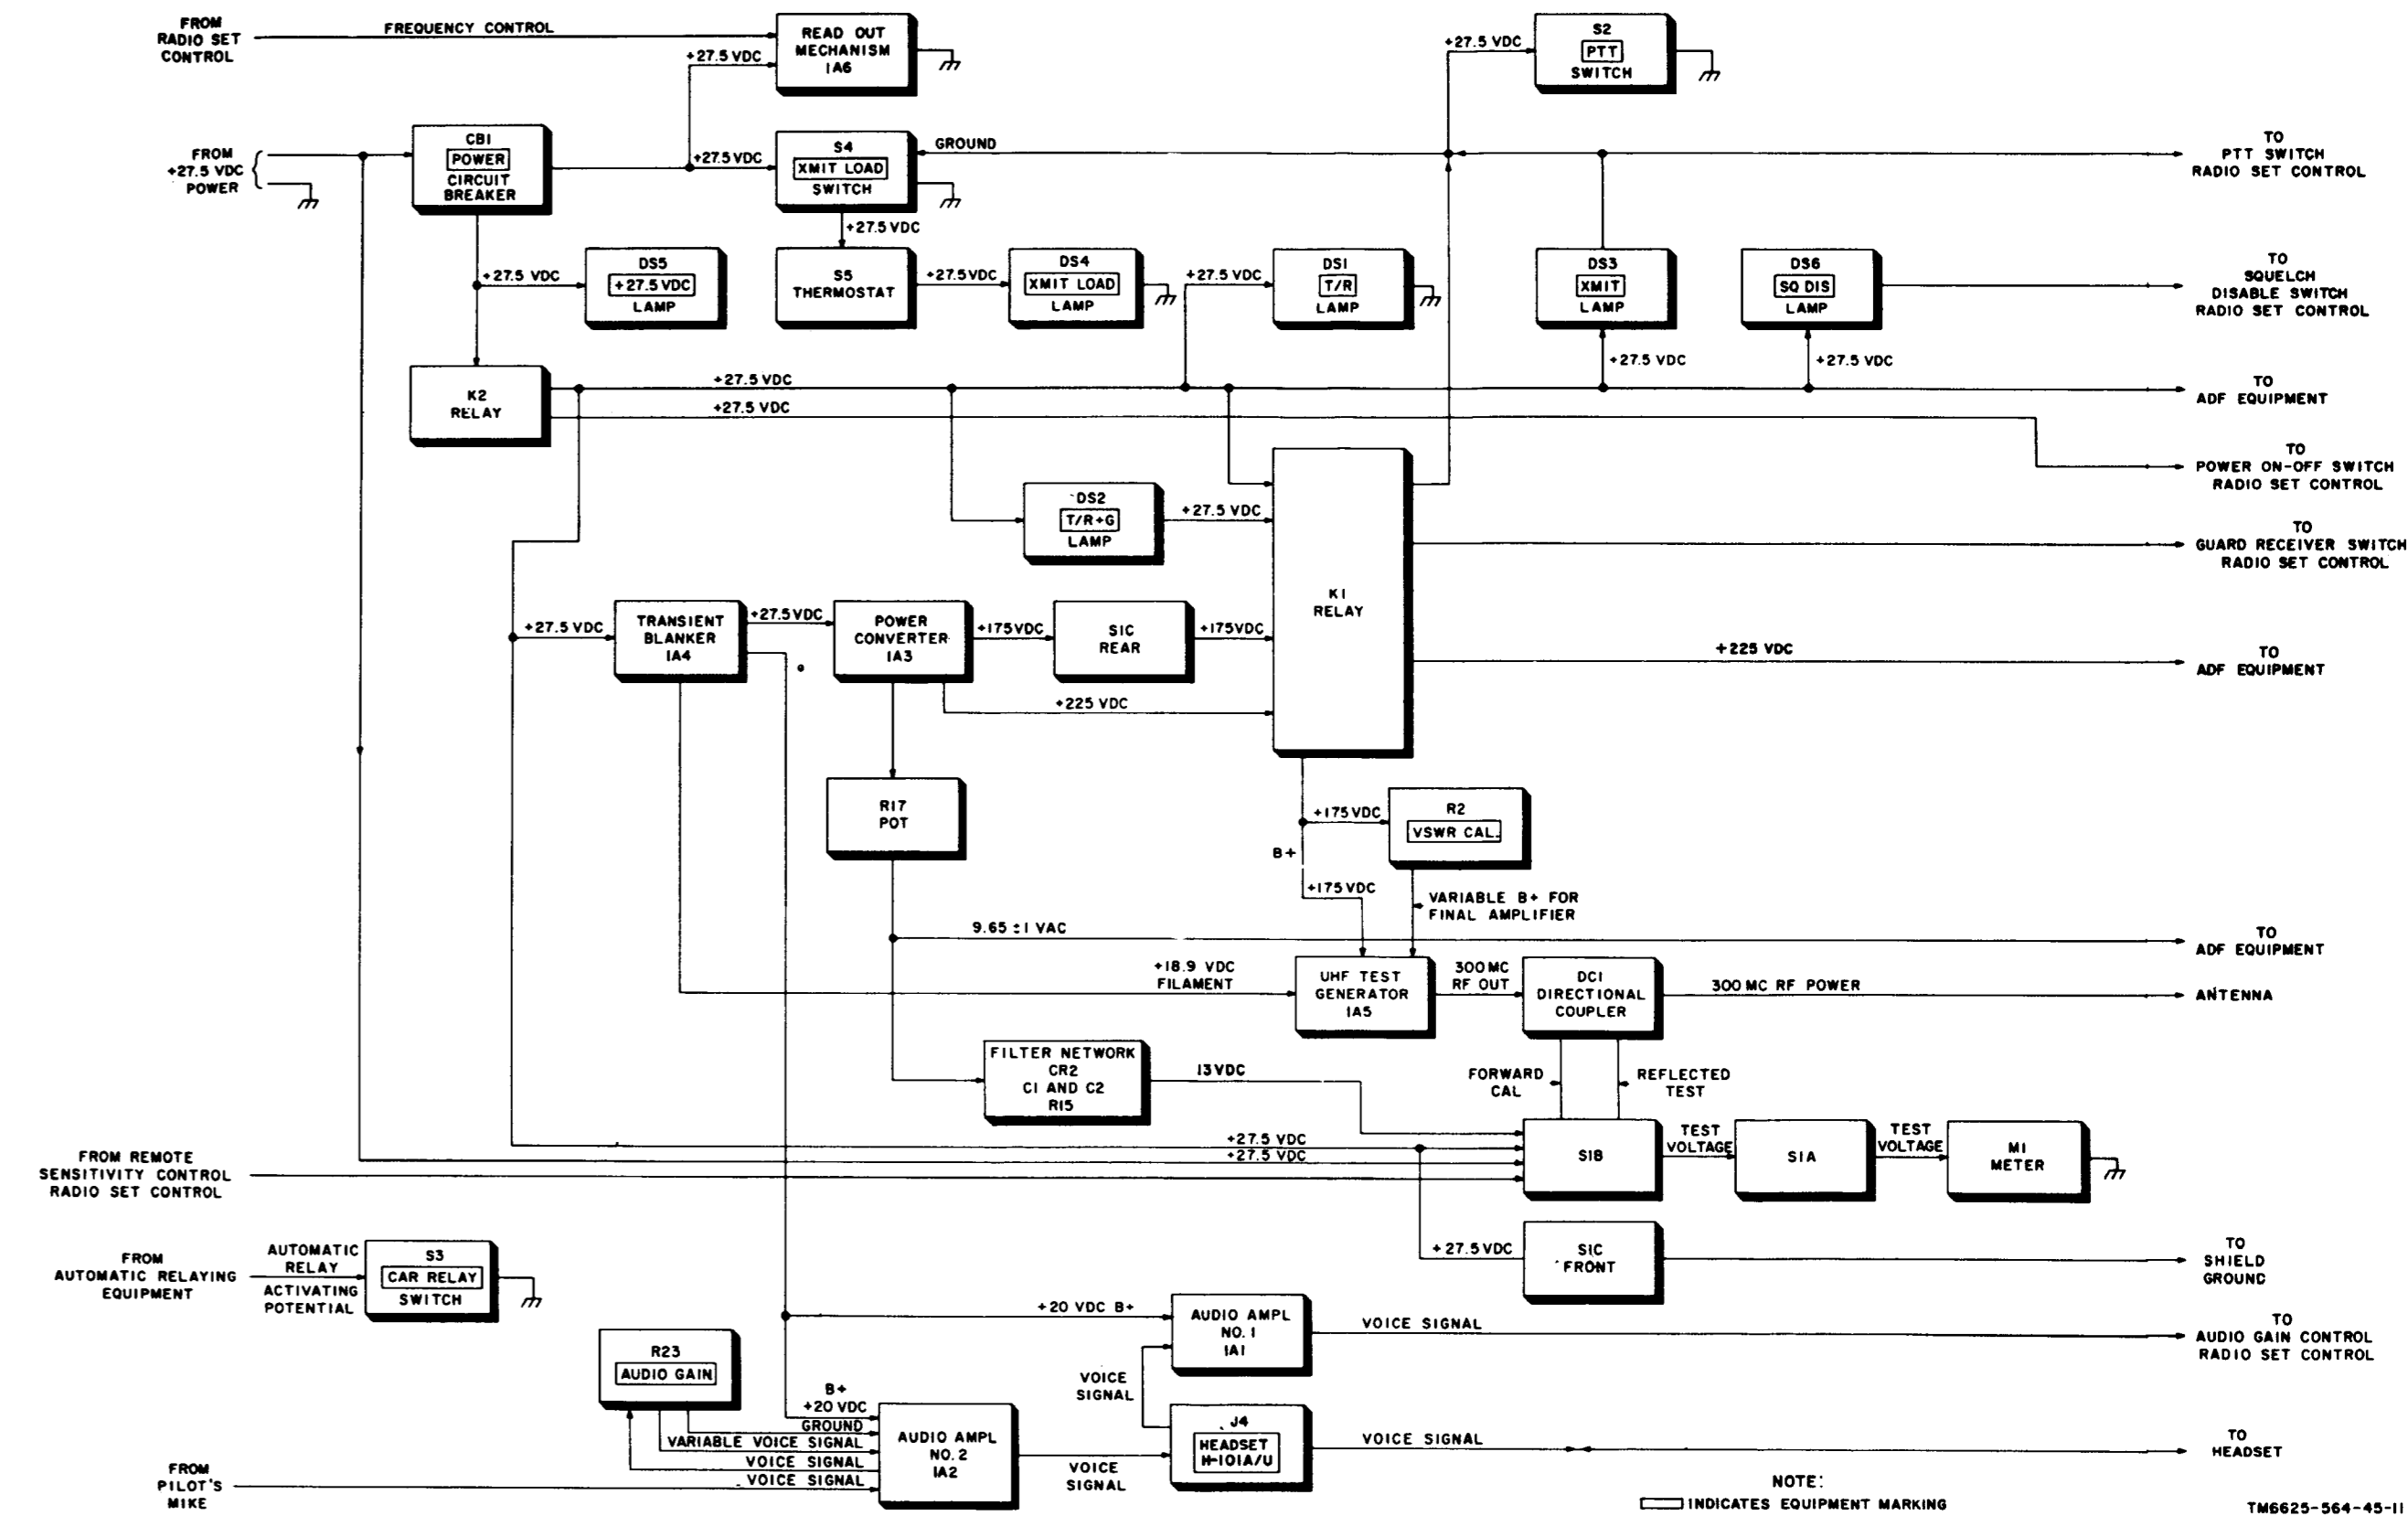 FROM
RADIO SET
CONTROL
FREQUENCY CONTROL
READ OUT
MECHANISM
1A6
+27.5 VDC
+27.5 VDC
S2
PTT
SWITCH
FROM
+27.5 VDC
POWER
CB1
POWER
CIRCUIT
BREAKER
+27.5 VDC
S4
XMIT LOAD
SWITCH
GROUND
TO
PTT SWITCH
RADIO SET CONTROL
+27.5 VDC
+27.5 VDC
DS5
+27.5 VDC
LAMP
S5
THERMOSTAT
+27.5 VDC
DS4
XMIT LOAD
LAMP
+27.5 VDC
DS1
T/R
LAMP
DS3
XMIT
LAMP
DS6
SQ DIS
LAMP
TO
SQUELCH
DISABLE SWITCH
RADIO SET CONTROL
+27.5 VDC
+27.5 VDC
K2
RELAY
+27.5 VDC
+27.5 VDC
TO
ADF EQUIPMENT
TO
POWER ON-OFF SWITCH
RADIO SET CONTROL
DS2
T/R+G
LAMP
+27.5 VDC
K1
RELAY
TO
GUARD RECEIVER SWITCH
RADIO SET CONTROL
+27.5 VDC
TRANSIENT
BLANKER
1A4
+27.5 VDC
POWER
CONVERTER
1A3
+175 VDC
S1C
REAR
+175 VDC
+225 VDC
+225 VDC
TO
ADF EQUIPMENT
R17
POT
+175 VDC
R2
VSWR CAL.
B+
+175 VDC
VARIABLE B+ FOR
FINAL AMPLIFIER
9.65 ±1 VAC
TO
ADF EQUIPMENT
+18.9 VDC
FILAMENT
UHF TEST
GENERATOR
1A5
300 MC
RF OUT
DC1
DIRECTIONAL
COUPLER
300 MC RF POWER
ANTENNA
FILTER NETWORK
CR2
C1 AND C2
R15
13 VDC
FORWARD
CAL
REFLECTED
TEST
+27.5 VDC
+27.5 VDC
FROM REMOTE
SENSITIVITY CONTROL
RADIO SET CONTROL
S1B
TEST
VOLTAGE
S1A
TEST
VOLTAGE
M1
METER
FROM
AUTOMATIC RELAYING
EQUIPMENT
AUTOMATIC
RELAY
ACTIVATING
POTENTIAL
S3
CAR RELAY
SWITCH
+27.5 VDC
S1C
FRONT
TO
SHIELD
GROUND
+20 VDC B+
AUDIO AMPL
NO. 1
1A1
VOICE SIGNAL
TO
AUDIO GAIN CONTROL
RADIO SET CONTROL
R23
AUDIO GAIN
B+
+20 VDC
GROUND
VARIABLE VOICE SIGNAL
VOICE SIGNAL
VOICE SIGNAL
FROM
PILOT'S
MIKE
AUDIO AMPL
NO. 2
1A2
VOICE
SIGNAL
VOICE
SIGNAL
J4
HEADSET
H-101A/U
VOICE SIGNAL
TO
HEADSET
NOTE:
INDICATES EQUIPMENT MARKING
TM6625-564-45-11